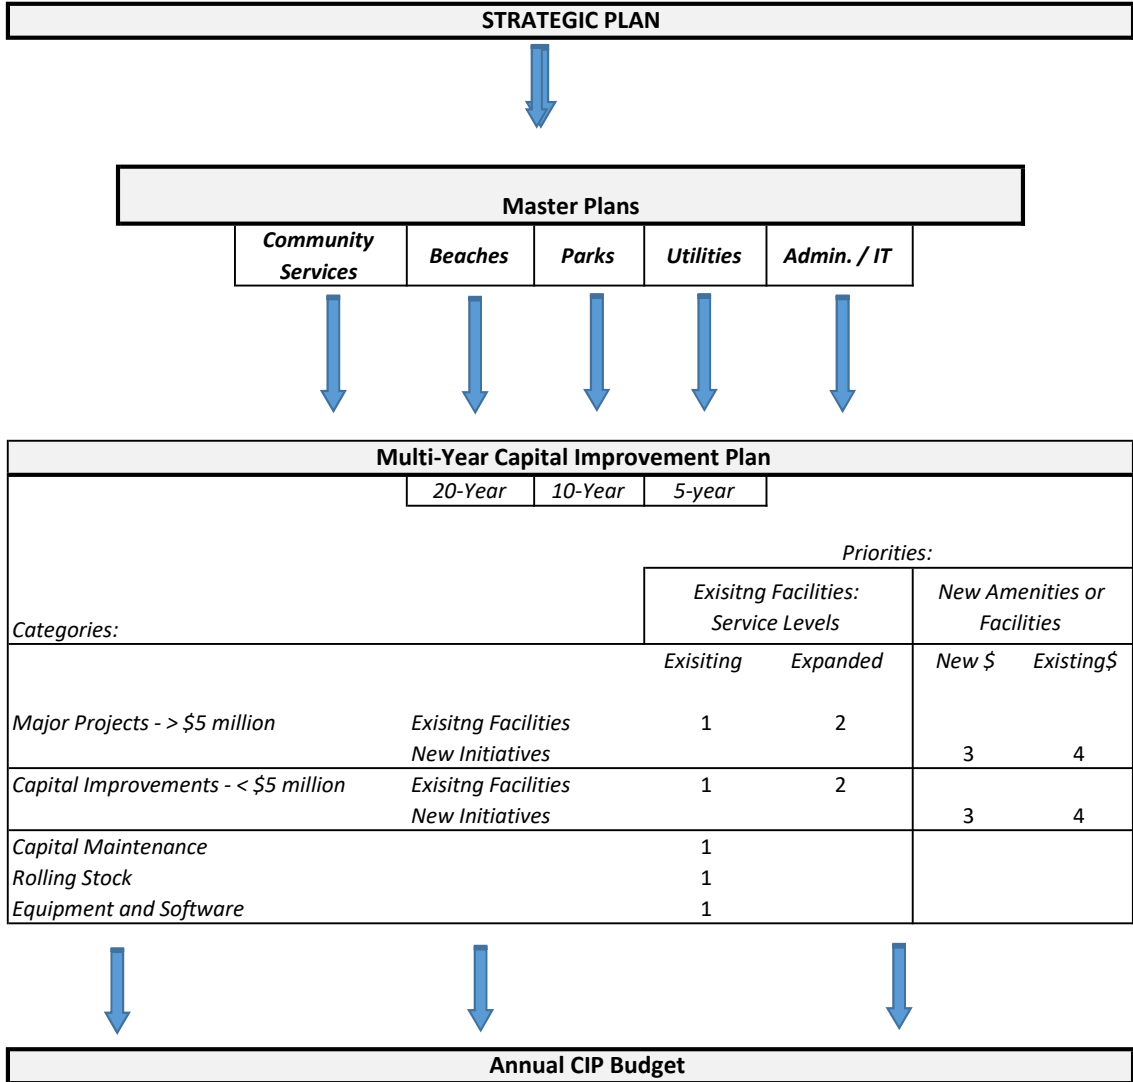 STRATEGIC PLAN
Master Plans
Community Services Beaches Parks Utilities Admin. / IT
Multi-Year Capital Improvement Plan
20-Year 10-Year 5-year
Priorities:
Exisitng Facilities: New Amenities or
Categories: Service Levels Facilities
Exisiting Expanded New $ Existing$
Major Projects - > $5 million Exisitng Facilities 1 2
New Initiatives 3 4
Capital Improvements - < $5 million Exisitng Facilities 1 2
New Initiatives 3 4
Capital Maintenance 1
Rolling Stock 1
Equipment and Software 1
Annual CIP Budget